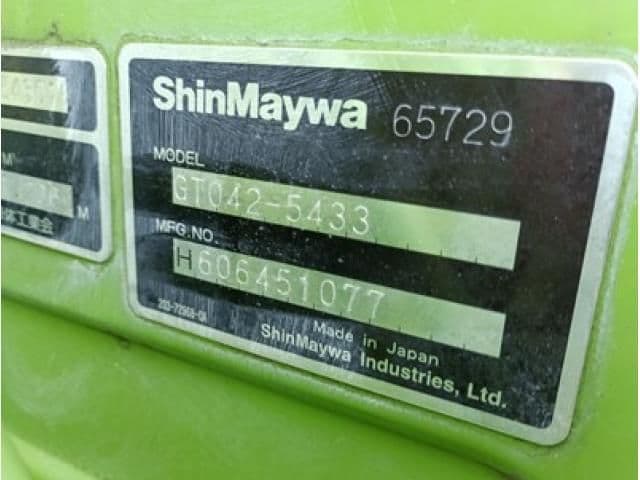 ShinMaywa 65729
MODEL
GT042-5433
MFG.NO.
H606451077
Made in Japan
ShinMaywa Industries, Ltd.
M